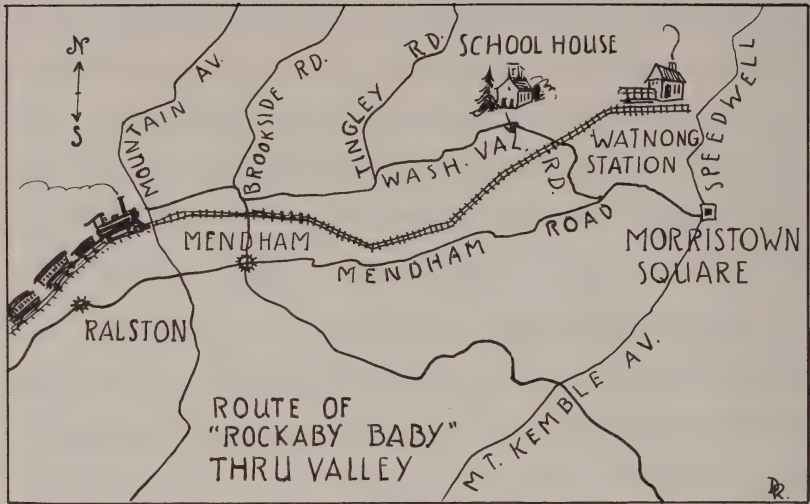 N
S
MOUNTAIN AV.
BROOKSIDE RD.
TINGLEY RD.
SCHOOL HOUSE
WASH. VAL. RD.
WATNONG
STATION
SPEEDWELL
MENDHAM
MENDHAM ROAD
MORRISTOWN
SQUARE
RALSTON
MT. KEMBLE AV.
ROUTE OF
"ROCKABY BABY"
THRU VALLEY